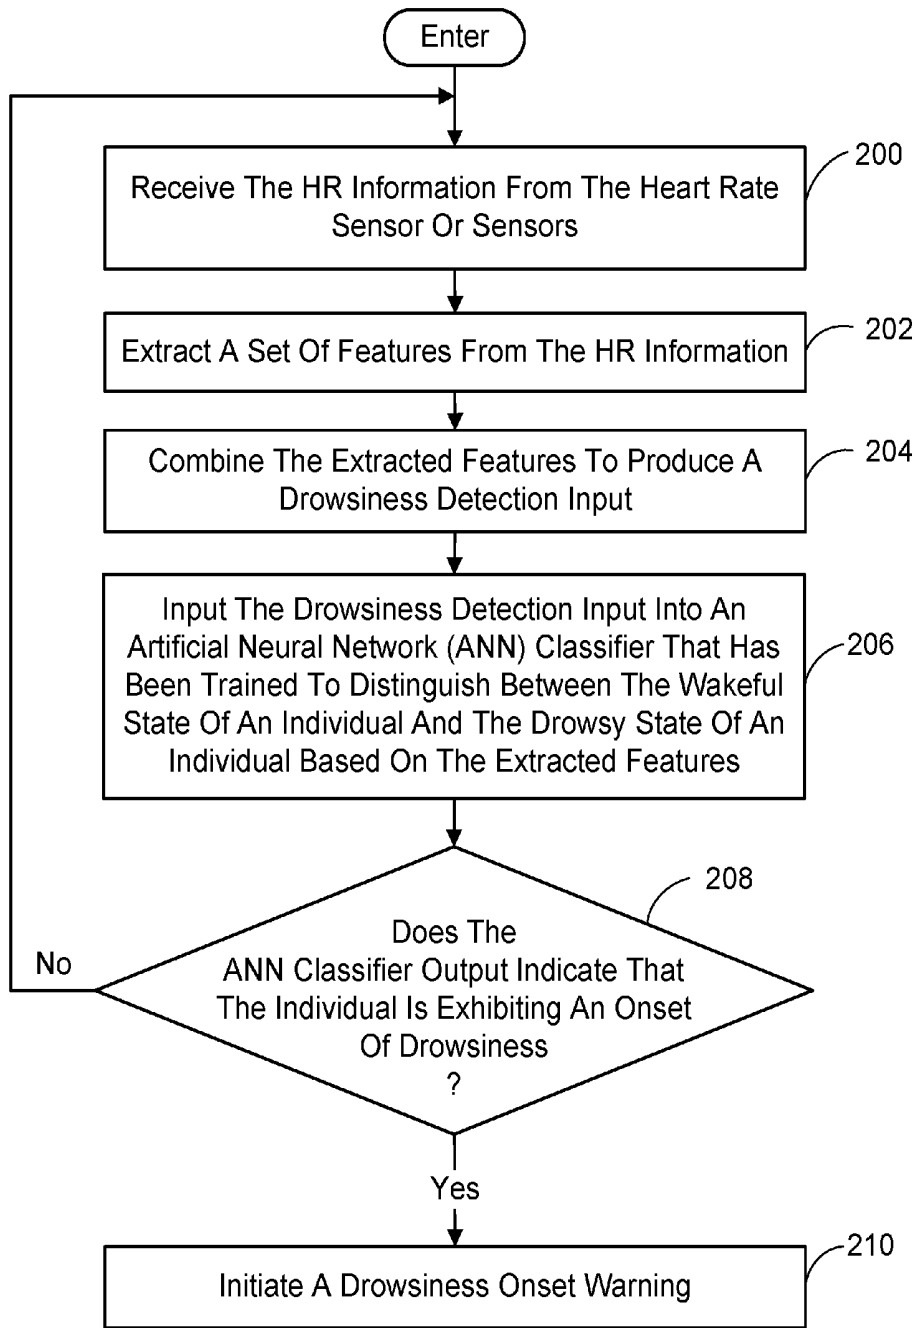 Enter
200
Receive The HR Information From The Heart Rate
Sensor Or Sensors
202
Extract A Set Of Features From The HR Information
204
Combine The Extracted Features To Produce A
Drowsiness Detection Input
206
Input The Drowsiness Detection Input Into An
Artificial Neural Network (ANN) Classifier That Has
Been Trained To Distinguish Between The Wakeful
State Of An Individual And The Drowsy State Of An
Individual Based On The Extracted Features
208
Does The
ANN Classifier Output Indicate That
The Individual Is Exhibiting An Onset
Of Drowsiness
?
No
Yes
210
Initiate A Drowsiness Onset Warning